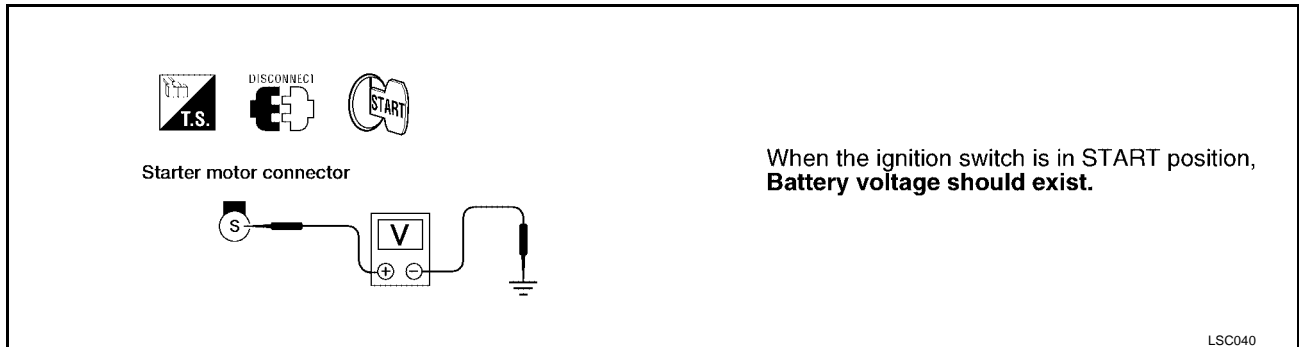 T.S.
DISCONNECT
START
Starter motor connector
S
V
+ −
When the ignition switch is in START position,
Battery voltage should exist.
LSC040